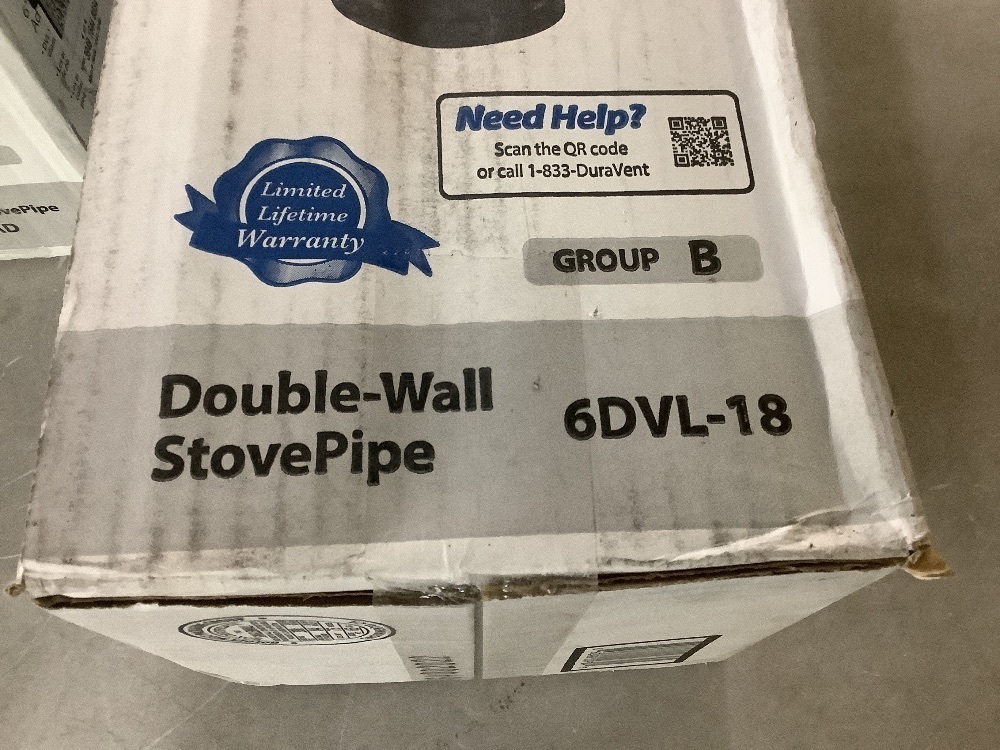 Need Help?
Scan the QR code
or call 1-833-DuraVent
Limited
Lifetime
Warranty
GROUP B
Double-Wall
StovePipe
6DVL-18
vePipe